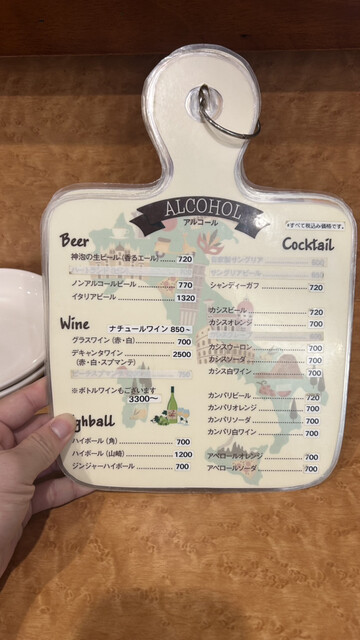 ALCOHOL
アルコール
※すべて税込み価格です。
Beer
神泡の生ビール(香るエール) 720
ノンアルコールビール 770
イタリアビール 1320
Wine
ナチュールワイン 850~
グラスワイン(赤・白) 700
デキャンタワイン 2500
(赤・白・スプマンテ)
※ボトルワインもございます
3300~
ghball
ハイボール(角) 700
ハイボール(山崎) 1200
ジンジャーハイボール 700
Cocktail
シャンディーガフ 720
カシスビール 720
カシスオレンジ 700
カシスウーロン 700
カシスソーダ 700
カシス白ワイン 700
カンパリビール 720
カンパリオレンジ 700
カンパリソーダ 700
カンパリ白ワイン 700
アペロールオレンジ 700
アペロールソーダ 700